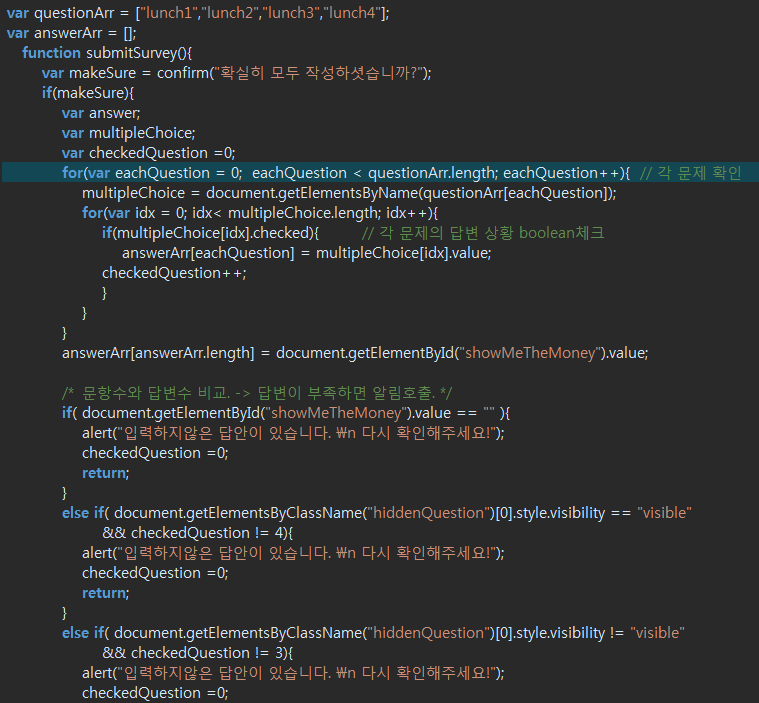 var questionArr = ["lunch1","lunch2","lunch3","lunch4"];
var answerArr = [];
function submitSurvey(){
var makeSure = confirm("확실히 모두 작성하셧습니까?");
if(makeSure){
var answer;
var multipleChoice;
var checkedQuestion =0;
for(var eachQuestion = 0; eachQuestion < questionArr.length; eachQuestion++){ // 각 문제 확인
multipleChoice = document.getElementsByName(questionArr[eachQuestion]);
for(var idx = 0; idx< multipleChoice.length; idx++){
if(multipleChoice[idx].checked){ // 각 문제의 답변 상황 boolean체크
answerArr[eachQuestion] = multipleChoice[idx].value;
checkedQuestion++;
}
}
}
answerArr[answerArr.length] = document.getElementById("showMeTheMoney").value;
/* 문항수와 답변수 비교. -> 답변이 부족하면 알림호출. */
if( document.getElementById("showMeTheMoney").value == "" ){
alert("입력하지않은 답안이 있습니다. ₩n 다시 확인해주세요!");
checkedQuestion =0;
return;
}
else if( document.getElementsByClassName("hiddenQuestion")[0].style.visibility == "visible"
&& checkedQuestion != 4){
alert("입력하지않은 답안이 있습니다. ₩n 다시 확인해주세요!");
checkedQuestion =0;
return;
}
else if( document.getElementsByClassName("hiddenQuestion")[0].style.visibility != "visible"
&& checkedQuestion != 3){
alert("입력하지않은 답안이 있습니다. ₩n 다시 확인해주세요!");
checkedQuestion =0;